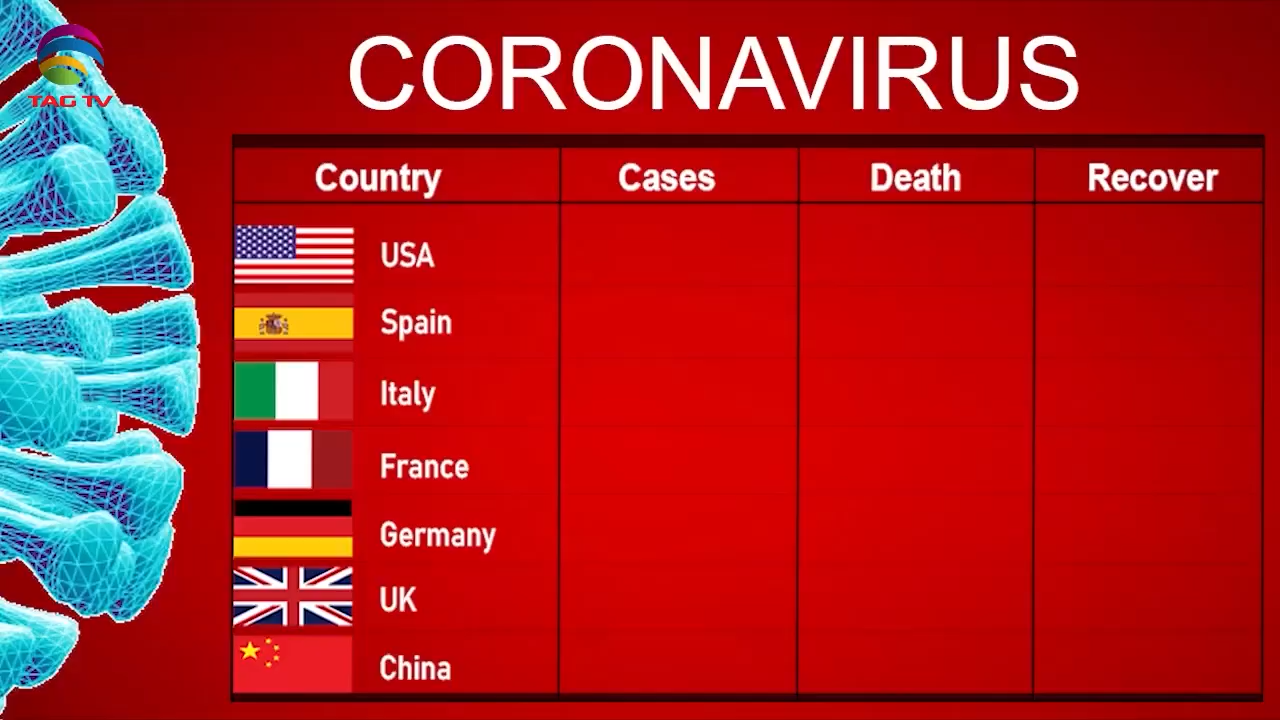 TAG TV
CORONAVIRUS
Country Cases Death Recover
USA
Spain
Italy
France
Germany
UK
China